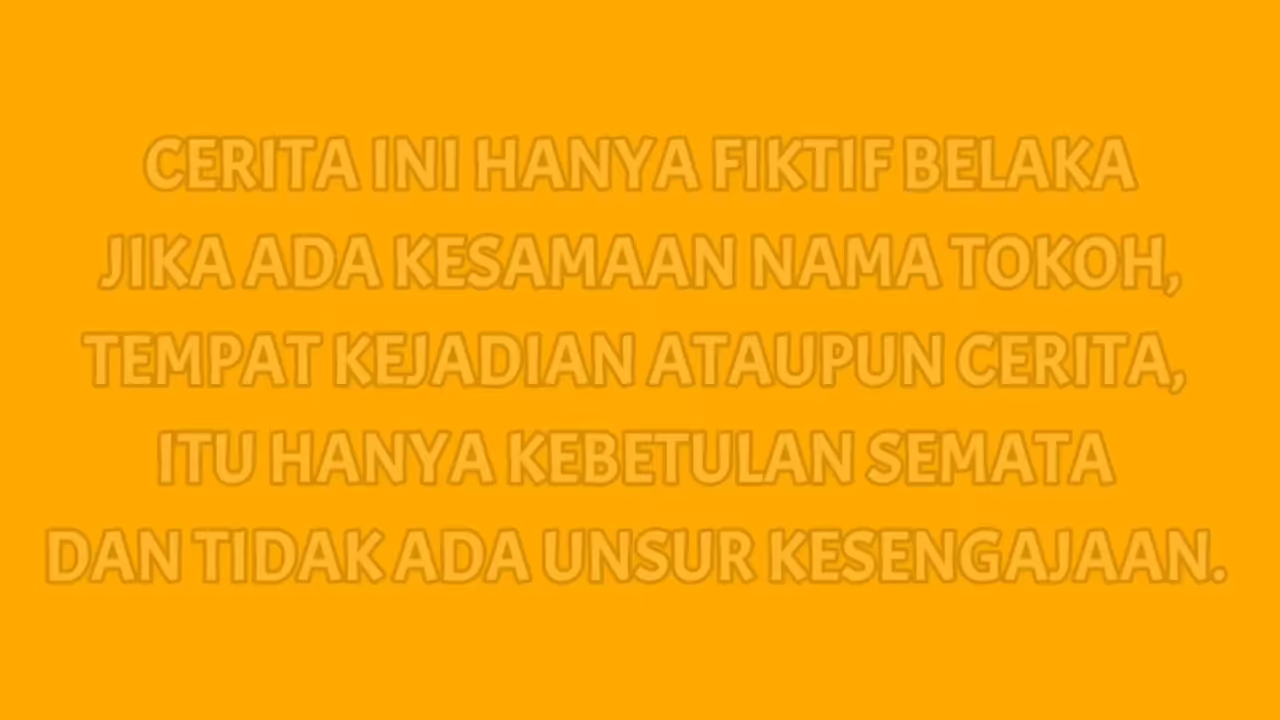 CERITA INI HANYA FIKTIF BELAKA
JIKA ADA KESAMAAN NAMA TOKOH,
TEMPAT KEJADIAN ATAUPUN CERITA,
ITU HANYA KEBETULAN SEMATA
DAN TIDAK ADA UNSUR KESENGAJAAN.